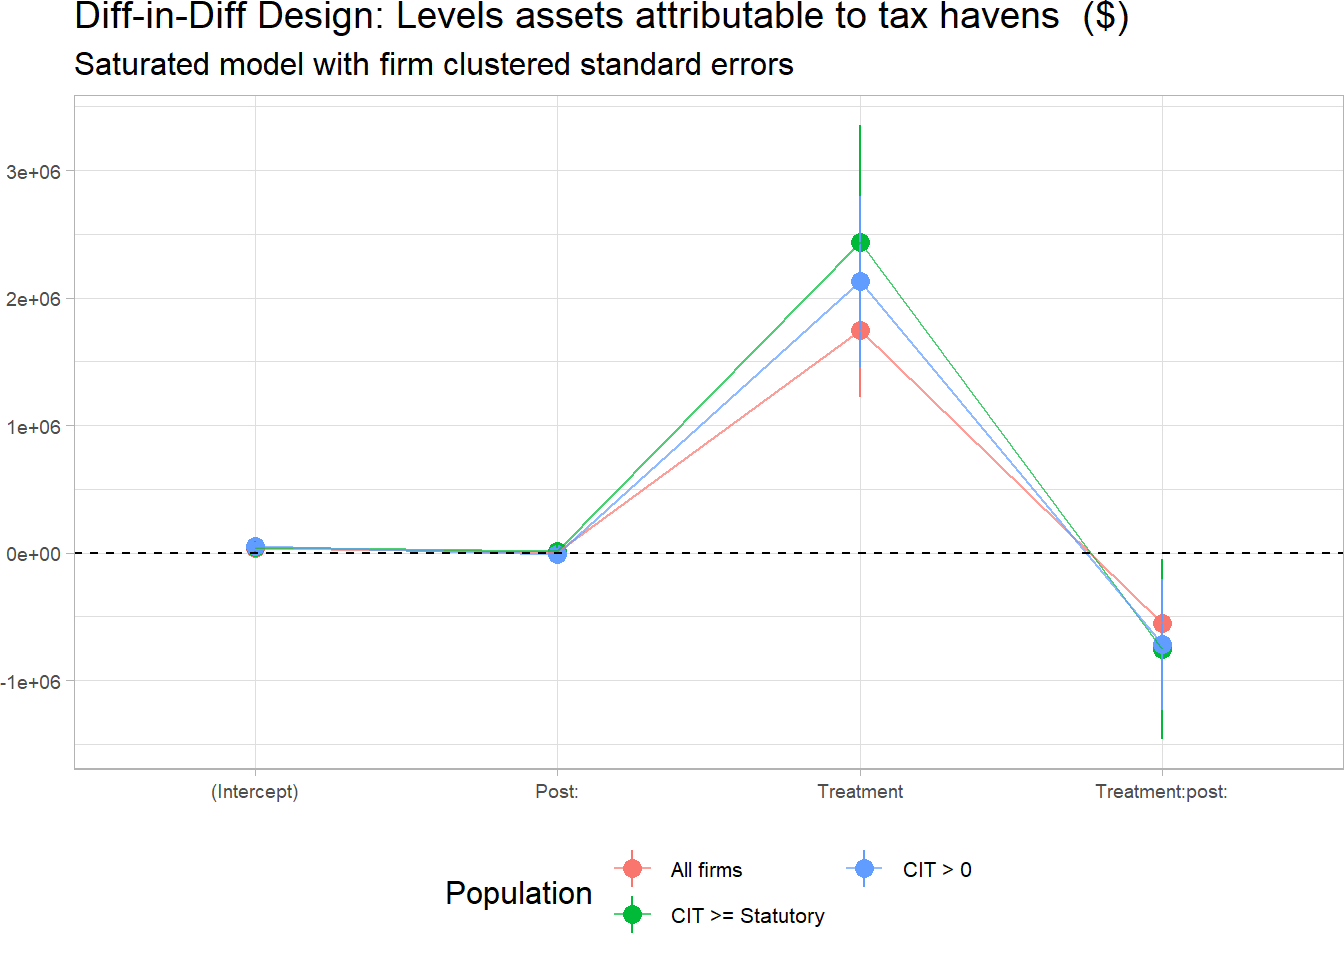 Diff-in-Diff Design: Levels assets attributable to tax havens  ($)
Saturated model with firm clustered standard errors
3e+06
2e+06
1e+06
0e+00
-1e+06
(Intercept) Post: Treatment Treatment:post:
Population
All firms
CIT > 0
CIT >= Statutory